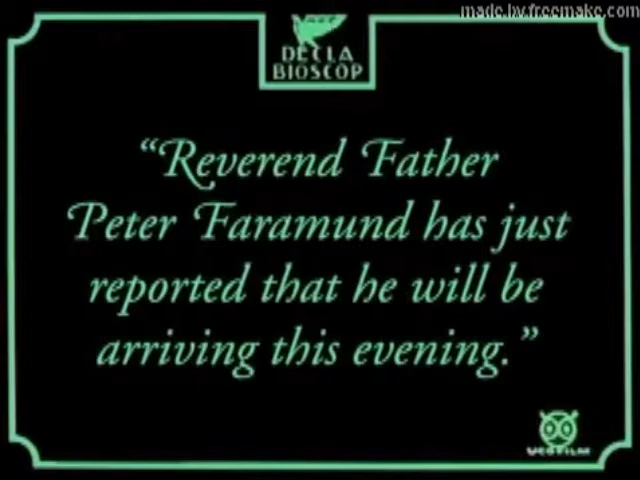 made.by.freemake.com
DECLA
BIOSCOP
“Reverend Father
Peter Faramund has just
reported that he will be
arriving this evening.”
UCOFILM